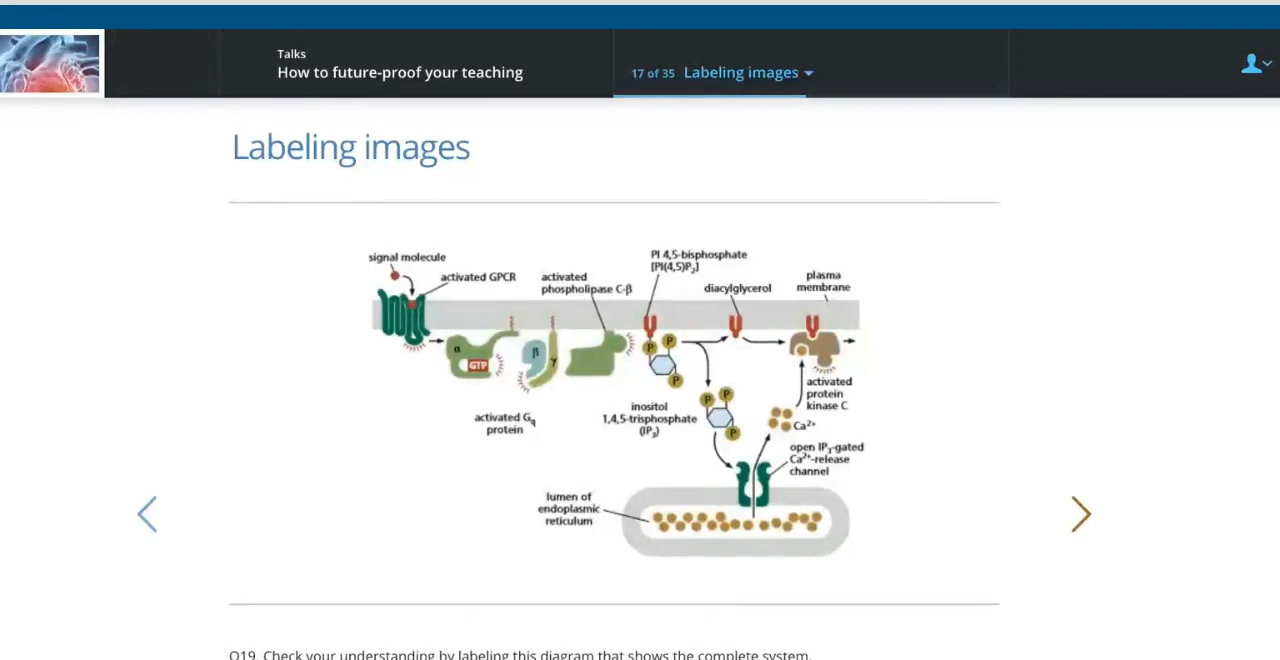 Talks
How to future-proof your teaching
17 of 35 Labeling images
Labeling images
signal molecule
activated GPCR
activated
phospholipase C-β
PI 4,5-bisphosphate
[PI(4,5)P₂]
diacylglycerol
plasma
membrane
α
GTP
β
γ
P
P
P
activated Gq
protein
inositol
1,4,5-trisphosphate
(IP₃)
P
P
P
activated
protein
kinase C
Ca²⁺
open IP₃-gated
Ca²⁺-release
channel
lumen of
endoplasmic
reticulum
Q19. Check your understanding by labeling this diagram that shows the complete system.